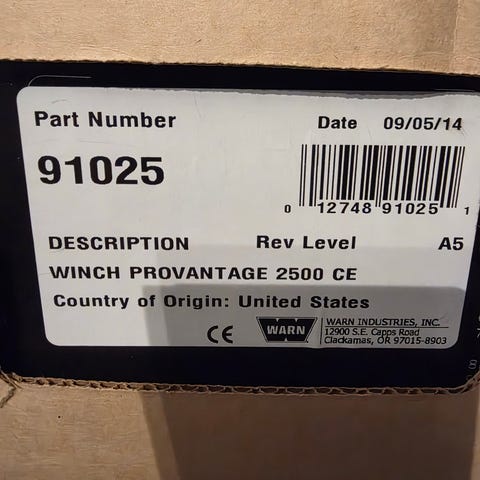 Part Number
Date 09/05/14
91025
0 12748 91025 1
DESCRIPTION Rev Level A5
WINCH PROVANTAGE 2500 CE
Country of Origin: United States
CE WARN
WARN INDUSTRIES, INC.
12900 S.E. Capps Road
Clackamas, OR 97015-8903